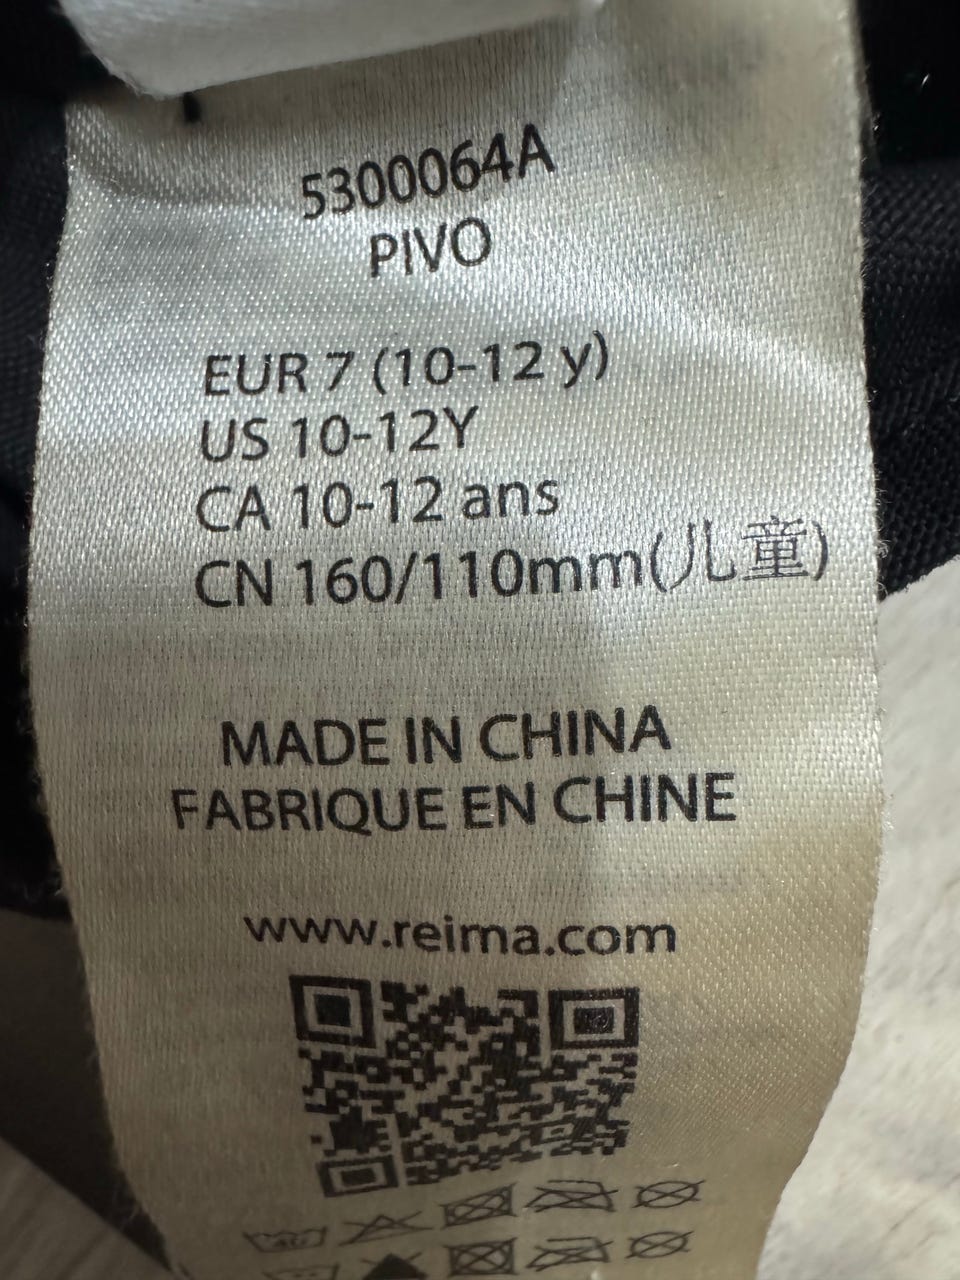 5300064A
PIVO
EUR 7 (10-12 y)
US 10-12Y
CA 10-12 ans
CN 160/110mm(儿童)
MADE IN CHINA
FABRIQUE EN CHINE
www.reima.com
40